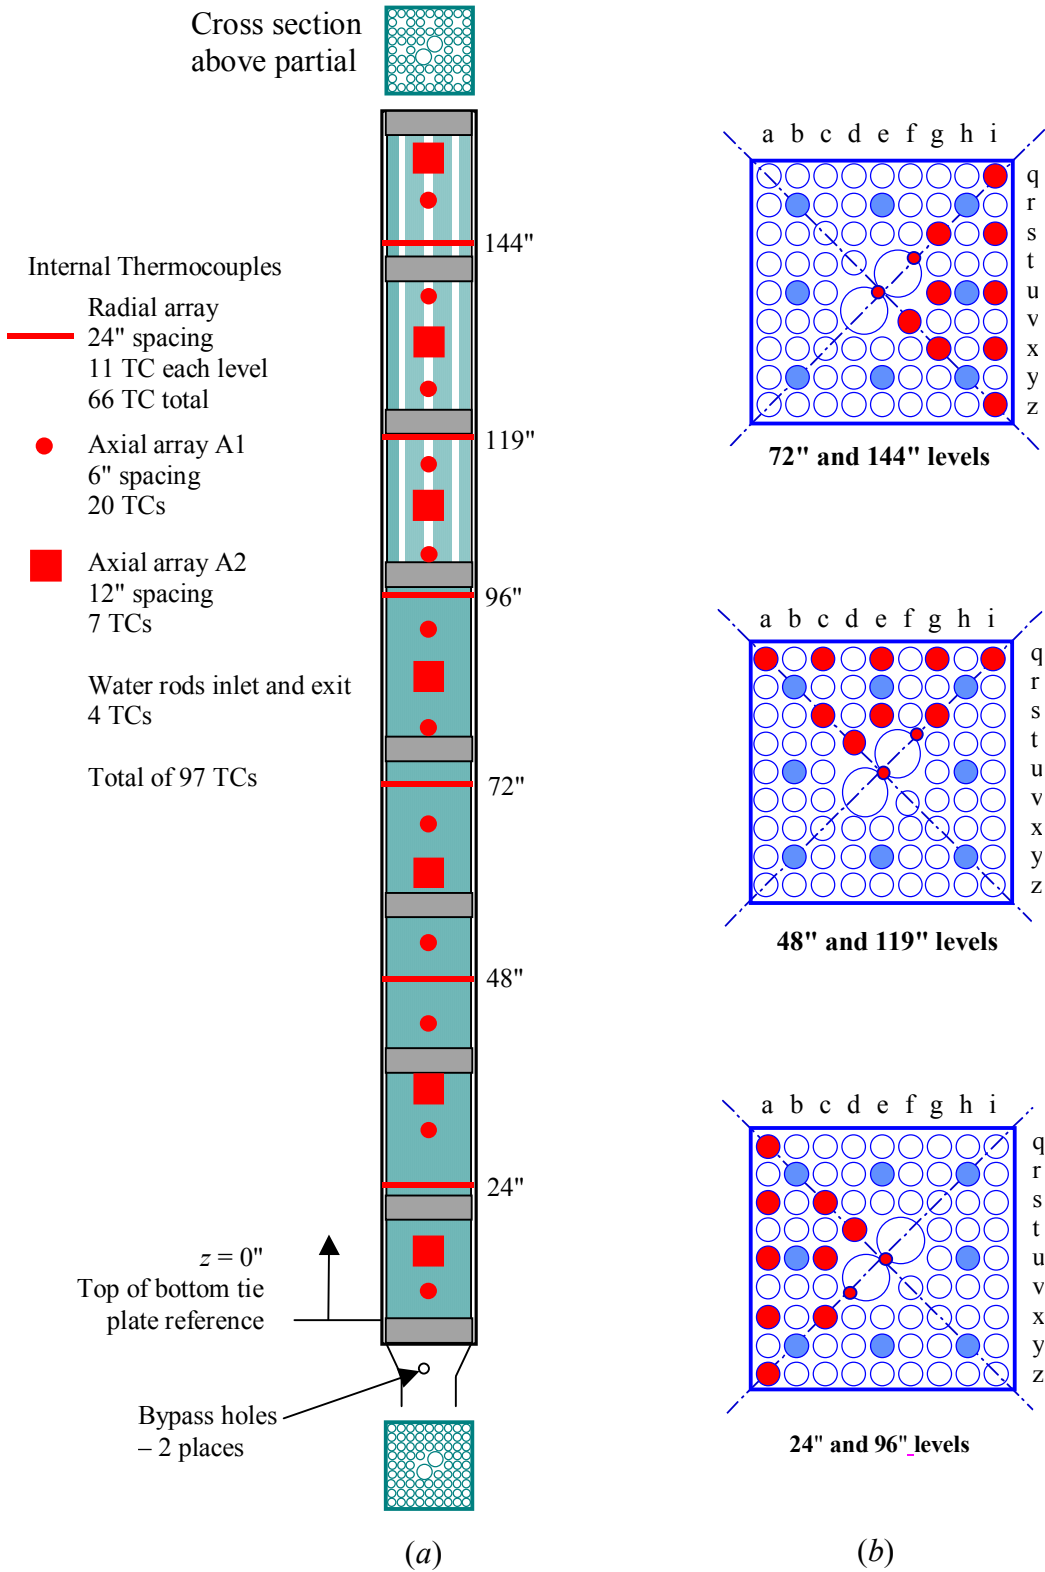 Cross section
above partial
144"
Internal Thermocouples
Radial array
24" spacing
11 TC each level
66 TC total
119"
Axial array A1
6" spacing
20 TCs
Axial array A2
12" spacing
7 TCs
96"
Water rods inlet and exit
4 TCs
Total of 97 TCs
72"
48"
24"
z = 0"
Top of bottom tie
plate reference
Bypass holes
– 2 places
(a)
a b c d e f g h i
q
r
s
t
u
v
x
y
z
72" and 144" levels
a b c d e f g h i
q
r
s
t
u
v
x
y
z
48" and 119" levels
a b c d e f g h i
q
r
s
t
u
v
x
y
z
24" and 96" levels
(b)